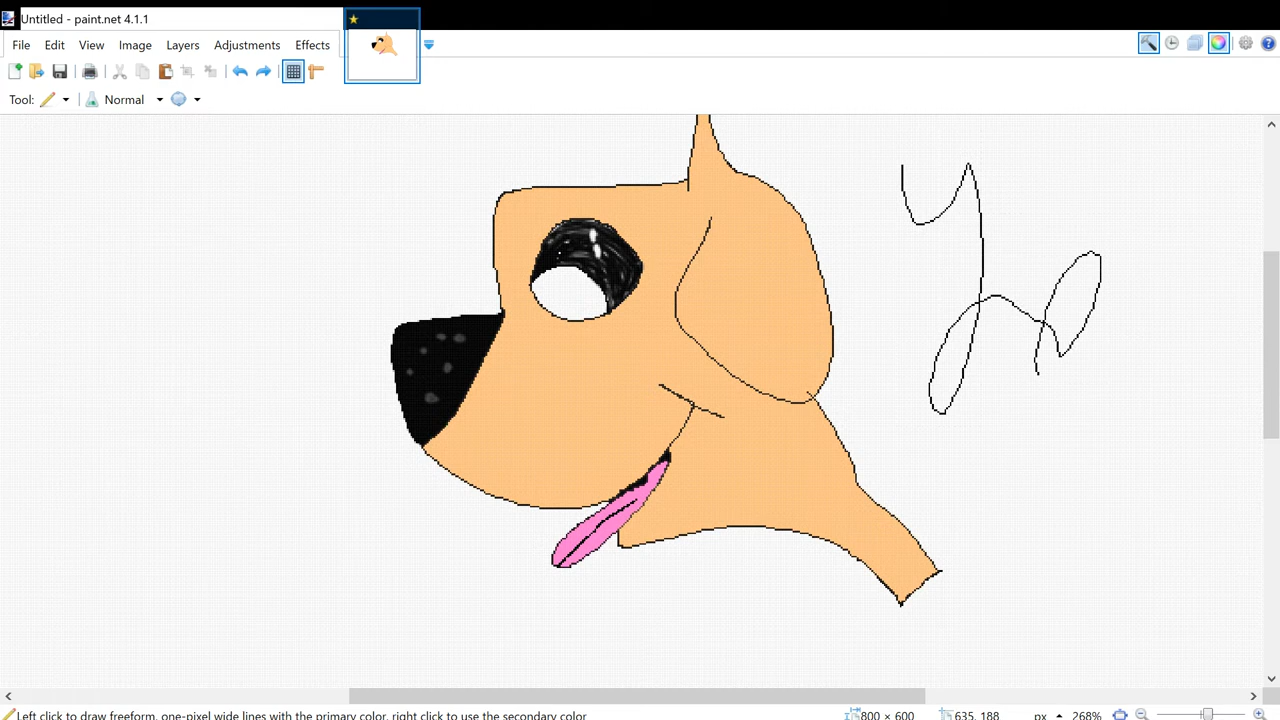 Untitled - paint.net 4.1.1
File Edit View Image Layers Adjustments Effects
Tool: Normal
Left click to draw freeform, one-pixel wide lines with the primary color, right click to use the secondary color 800 × 600 635, 188 px 268%